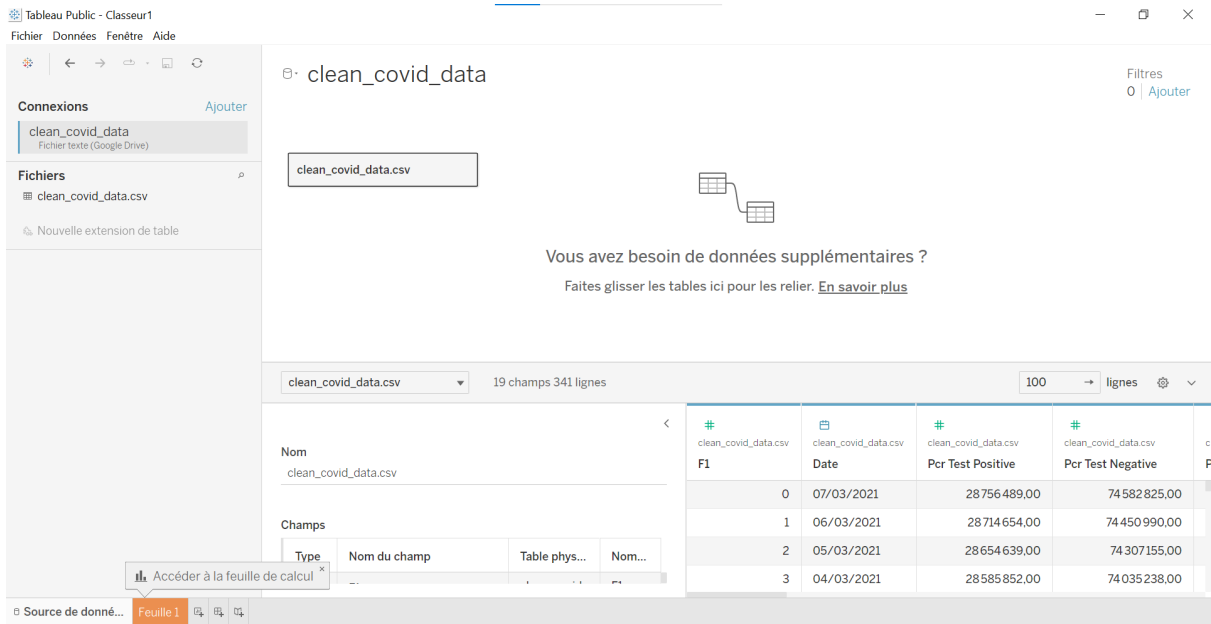 Tableau Public - Classeur1
Fichier Données Fenêtre Aide
Connexions Ajouter
clean_covid_data
Fichier texte (Google Drive)
Fichiers
clean_covid_data.csv
Nouvelle extension de table
clean_covid_data
Filtres
0 Ajouter
clean_covid_data.csv
Vous avez besoin de données supplémentaires ?
Faites glisser les tables ici pour les relier. En savoir plus
clean_covid_data.csv 19 champs 341 lignes 100 → lignes
Nom
clean_covid_data.csv
Champs
Type Nom du champ Table phys... Nom...
clean_covid_data.csv clean_covid_data.csv clean_covid_data.csv clean_covid_data.csv
F1 Date Pcr Test Positive Pcr Test Negative
0 07/03/2021 28 756 489,00 74 582 825,00
1 06/03/2021 28 714 654,00 74 450 990,00
2 05/03/2021 28 654 639,00 74 307 155,00
3 04/03/2021 28 585 852,00 74 035 238,00
Accéder à la feuille de calcul
Source de donné... Feuille 1